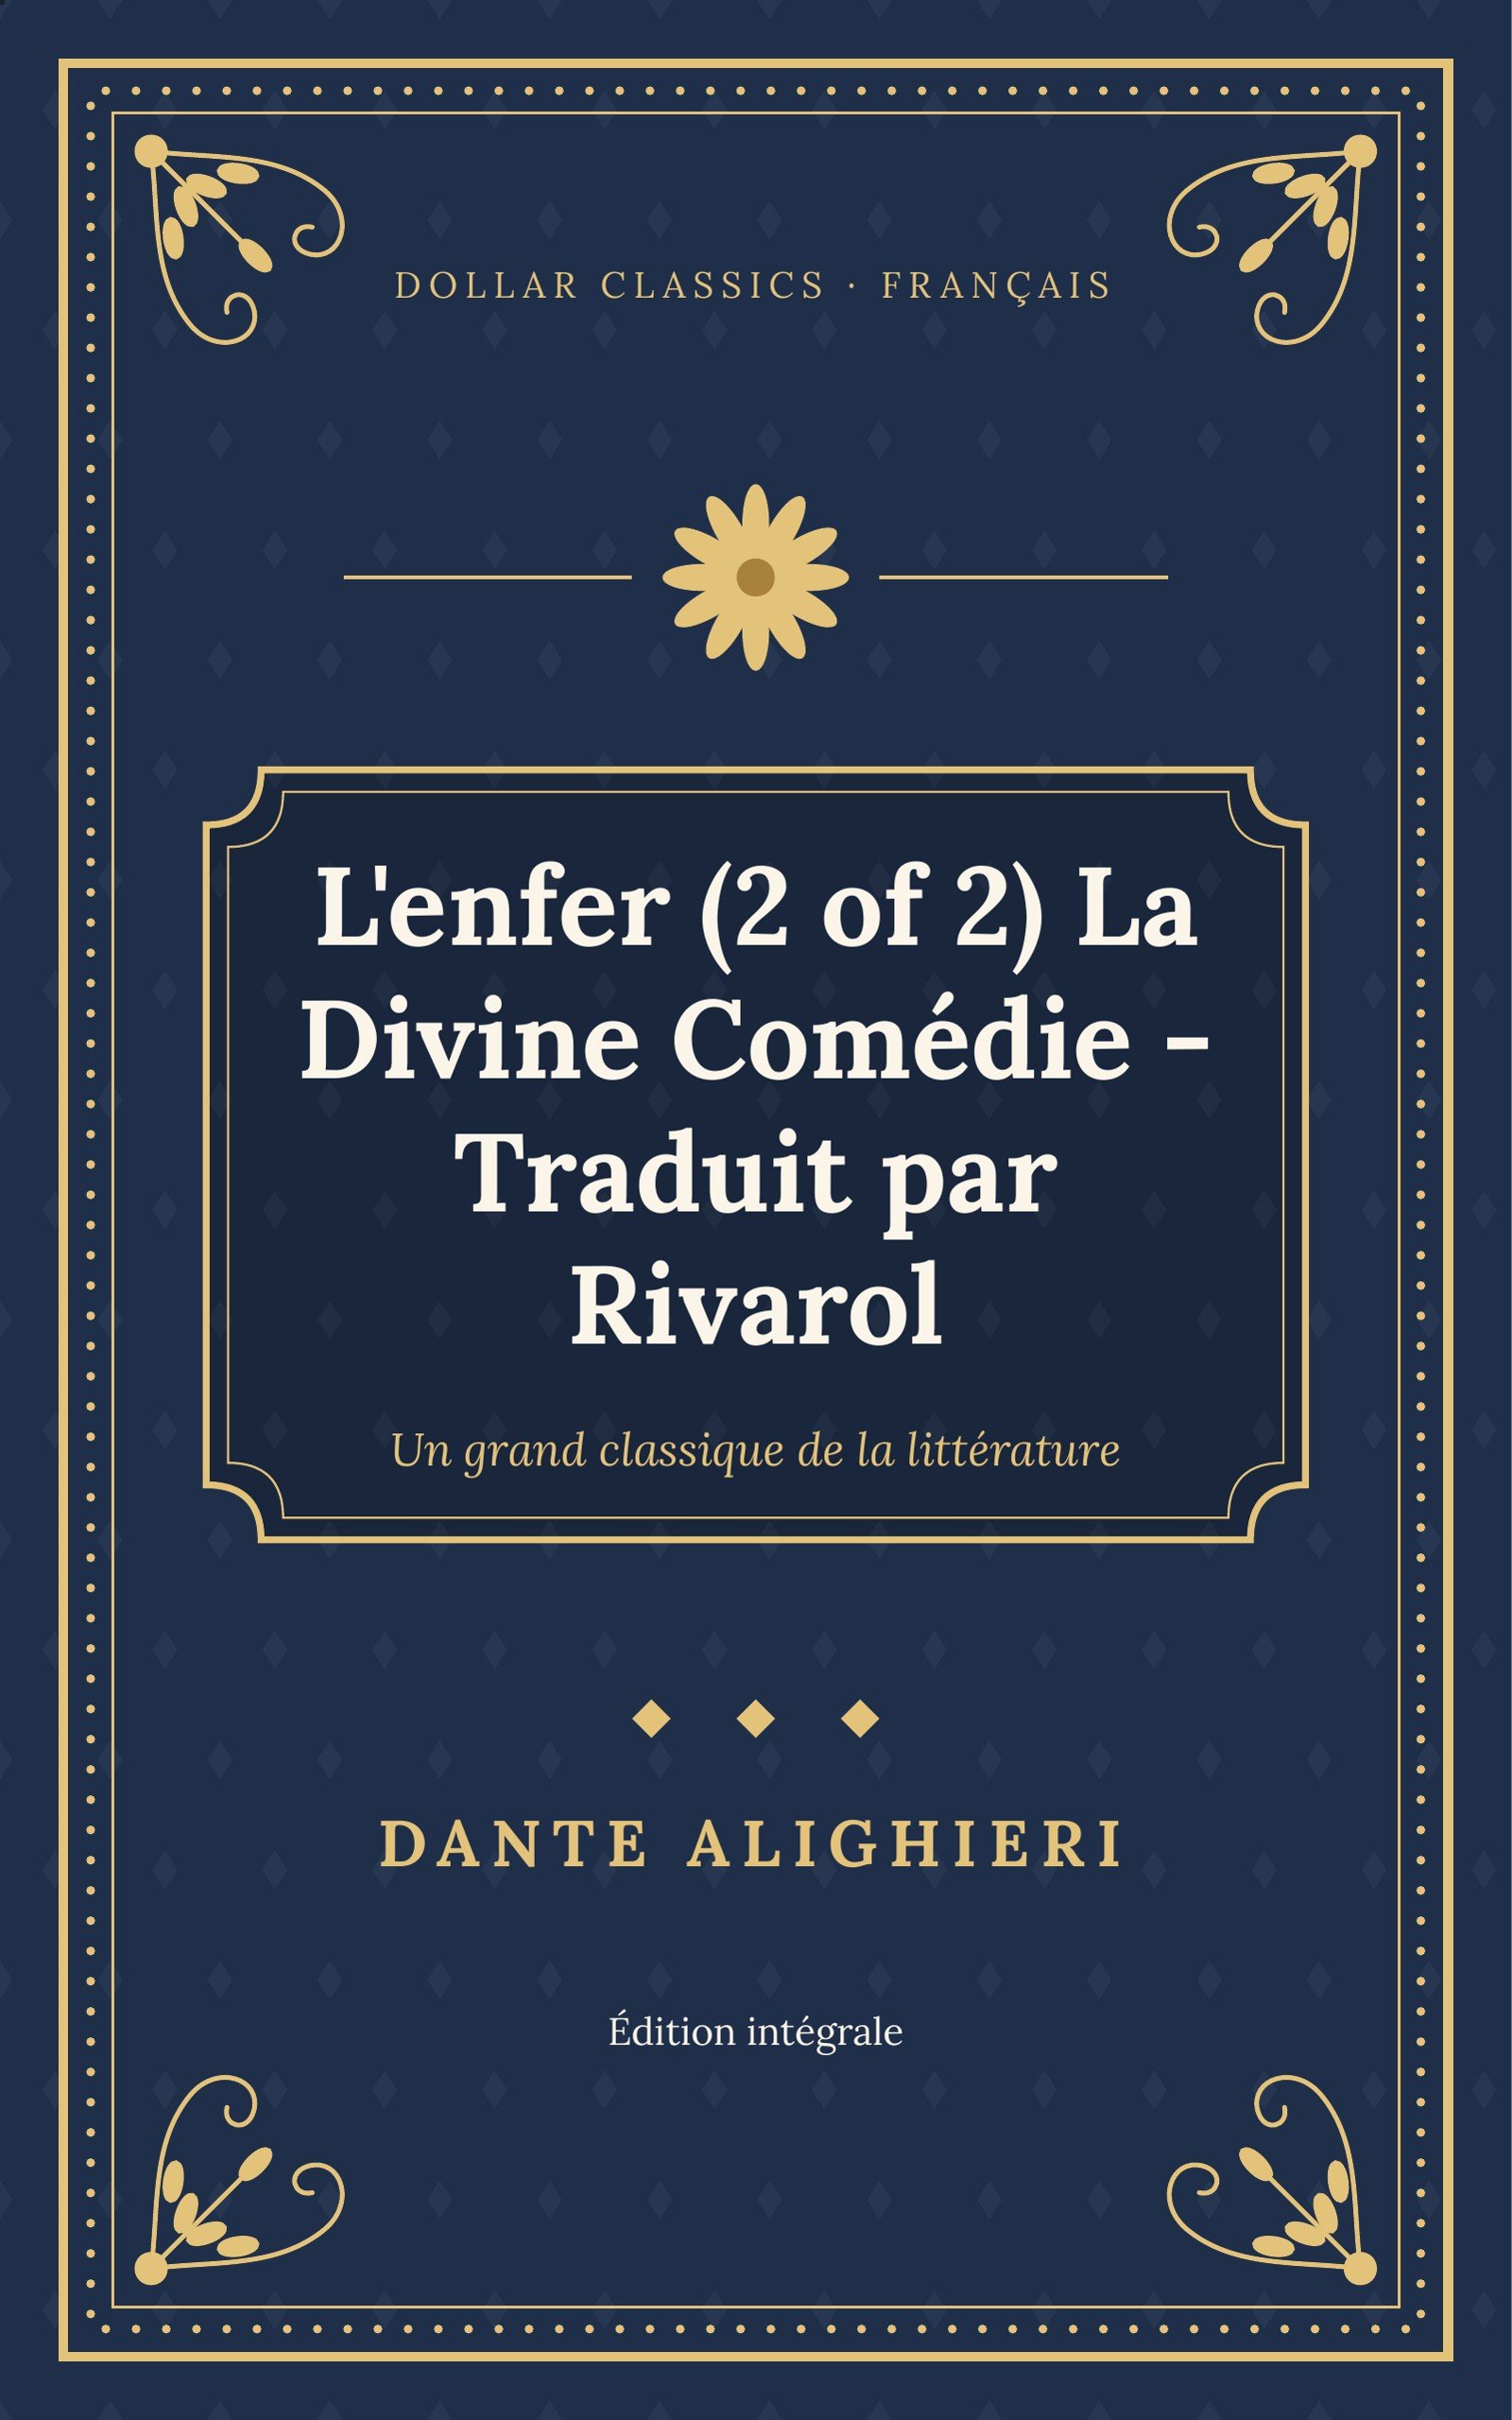 DOLLAR CLASSICS · FRANÇAIS
L'enfer (2 of 2) La
Divine Comédie -
Traduit par
Rivarol
Un grand classique de la littérature
DANTE ALIGHIERI
Édition intégrale